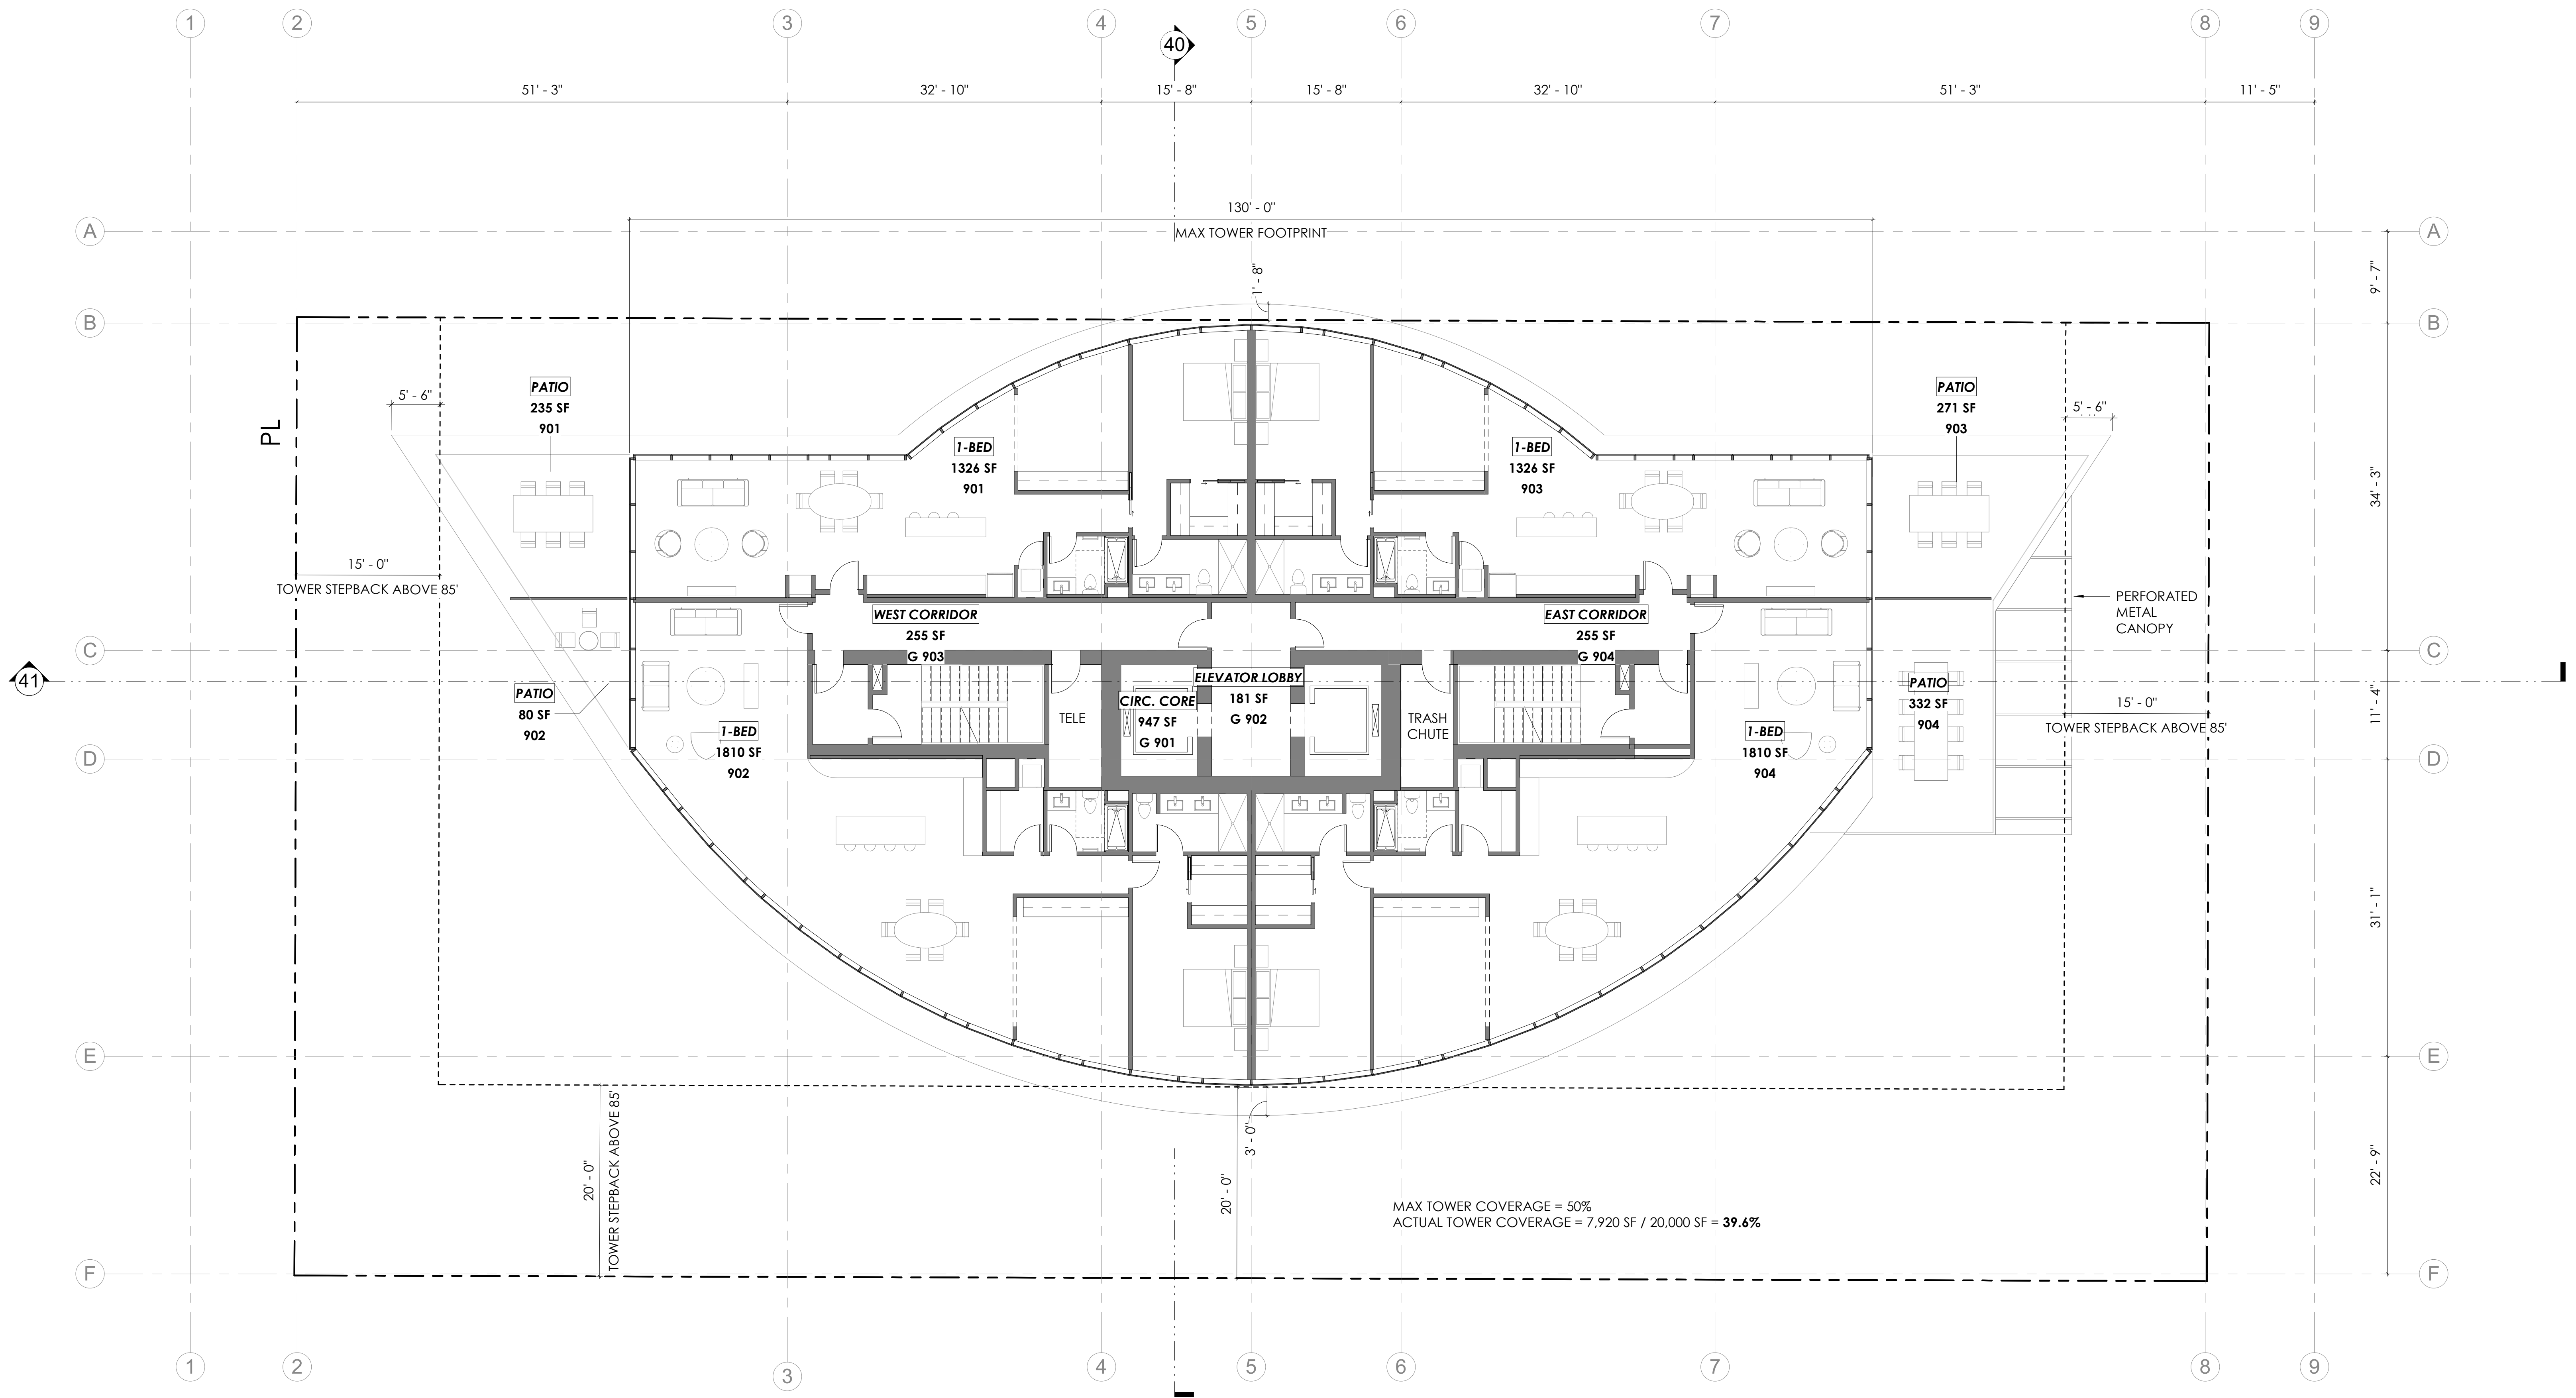 1 2 3 4 5 6 7 8 9
40
51' - 3" 32' - 10" 15' - 8" 15' - 8" 32' - 10" 51' - 3" 11' - 5"
130' - 0"
A MAX TOWER FOOTPRINT A
1' - 8"
9' - 7"
B B
PL
5' - 6"
PATIO
235 SF
901
1-BED
1326 SF
901
1-BED
1326 SF
903
PATIO
271 SF
903
5' - 6"
34' - 3"
15' - 0"
TOWER STEPBACK ABOVE 85'
WEST CORRIDOR
255 SF
G 903
EAST CORRIDOR
255 SF
G 904
PERFORATED
METAL
CANOPY
C C
41
PATIO
80 SF
902
1-BED
1810 SF
902
TELE
CIRC. CORE
947 SF
G 901
ELEVATOR LOBBY
181 SF
G 902
TRASH
CHUTE
1-BED
1810 SF
904
PATIO
332 SF
904
15' - 0"
TOWER STEPBACK ABOVE 85'
11' - 4"
D D
31' - 1"
E E
20' - 0"
TOWER STEPBACK ABOVE 85'
3' - 0"
20' - 0"
22' - 9"
MAX TOWER COVERAGE = 50%
ACTUAL TOWER COVERAGE = 7,920 SF / 20,000 SF = 39.6%
F F
1 2 3 4 5 6 7 8 9